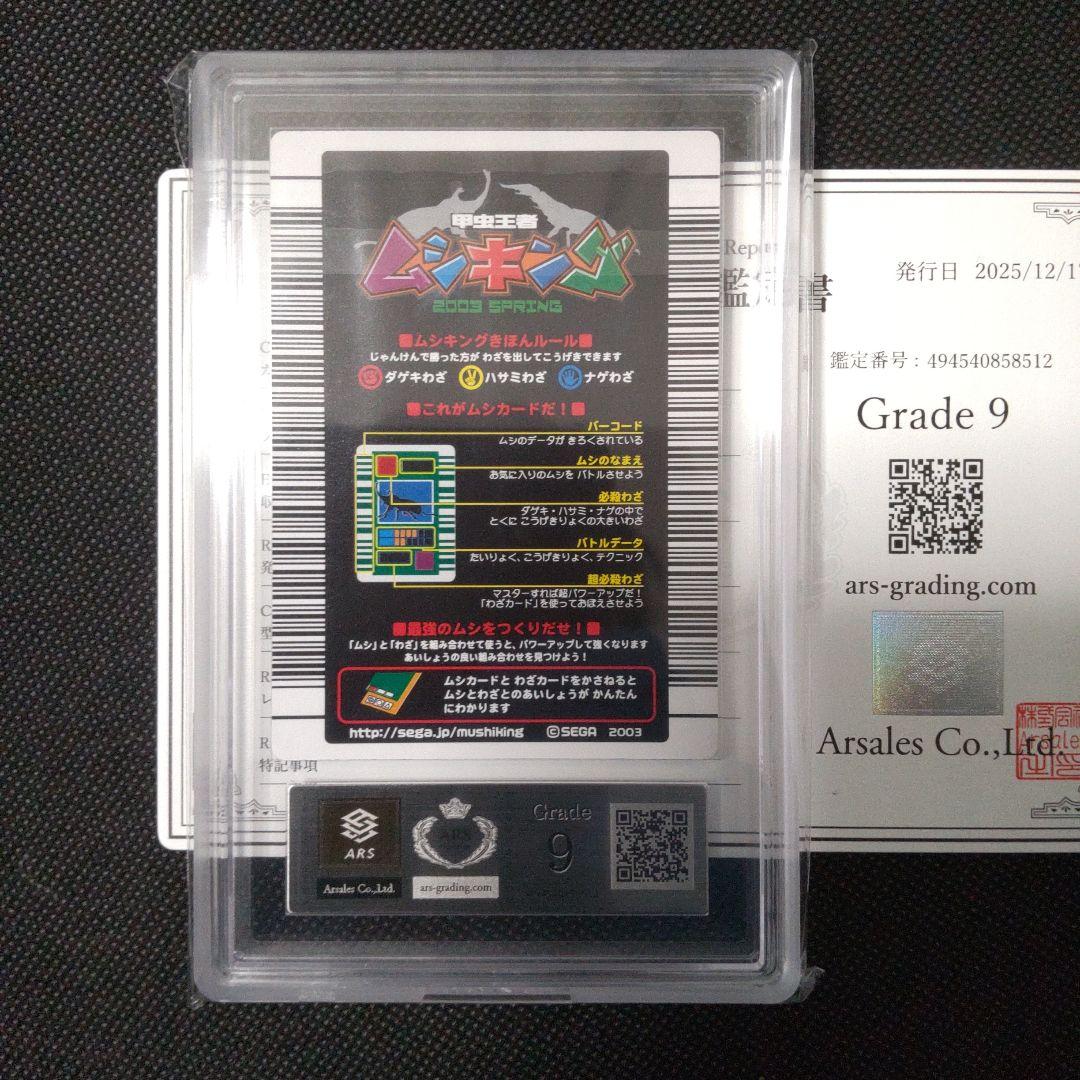 甲虫王者
ムシキング
2003 SPRING
ムシキングきほんルール
じゃんけんで勝った方が わざを出してこうげきできます
ダゲキわざ ハサミわざ ナゲわざ
これがムシカードだ！
バーコード
ムシのデータが きろくされている
ムシのなまえ
お気に入りのムシを バトルさせよう
必殺わざ
ダゲキ・ハサミ・ナゲの中で
とくに こうげきりょくの大きいわざ
バトルデータ
たいりょく、こうげきりょく、テクニック
超必殺わざ
マスターすれば超パワーアップだ！
「わざカード」を使っておぼえさせよう
最強のムシをつくりだせ！
「ムシ」と「わざ」を組み合わせて使うと、パワーアップして強くなります
あいしょうの良い組み合わせを見つけよう！
ムシカードと わざカードをかさねると
ムシとわざとのあいしょうが かんたん
にわかります
http://sega.jp/mushiking ©SEGA 2003
特記事項
ARS
Arsales Co.,Ltd.
ARS
ars-grading.com
Grade
9
発行日 2025/12/17
鑑定番号：494540858512
Grade 9
ars-grading.com
Arsales Co.,Ltd.